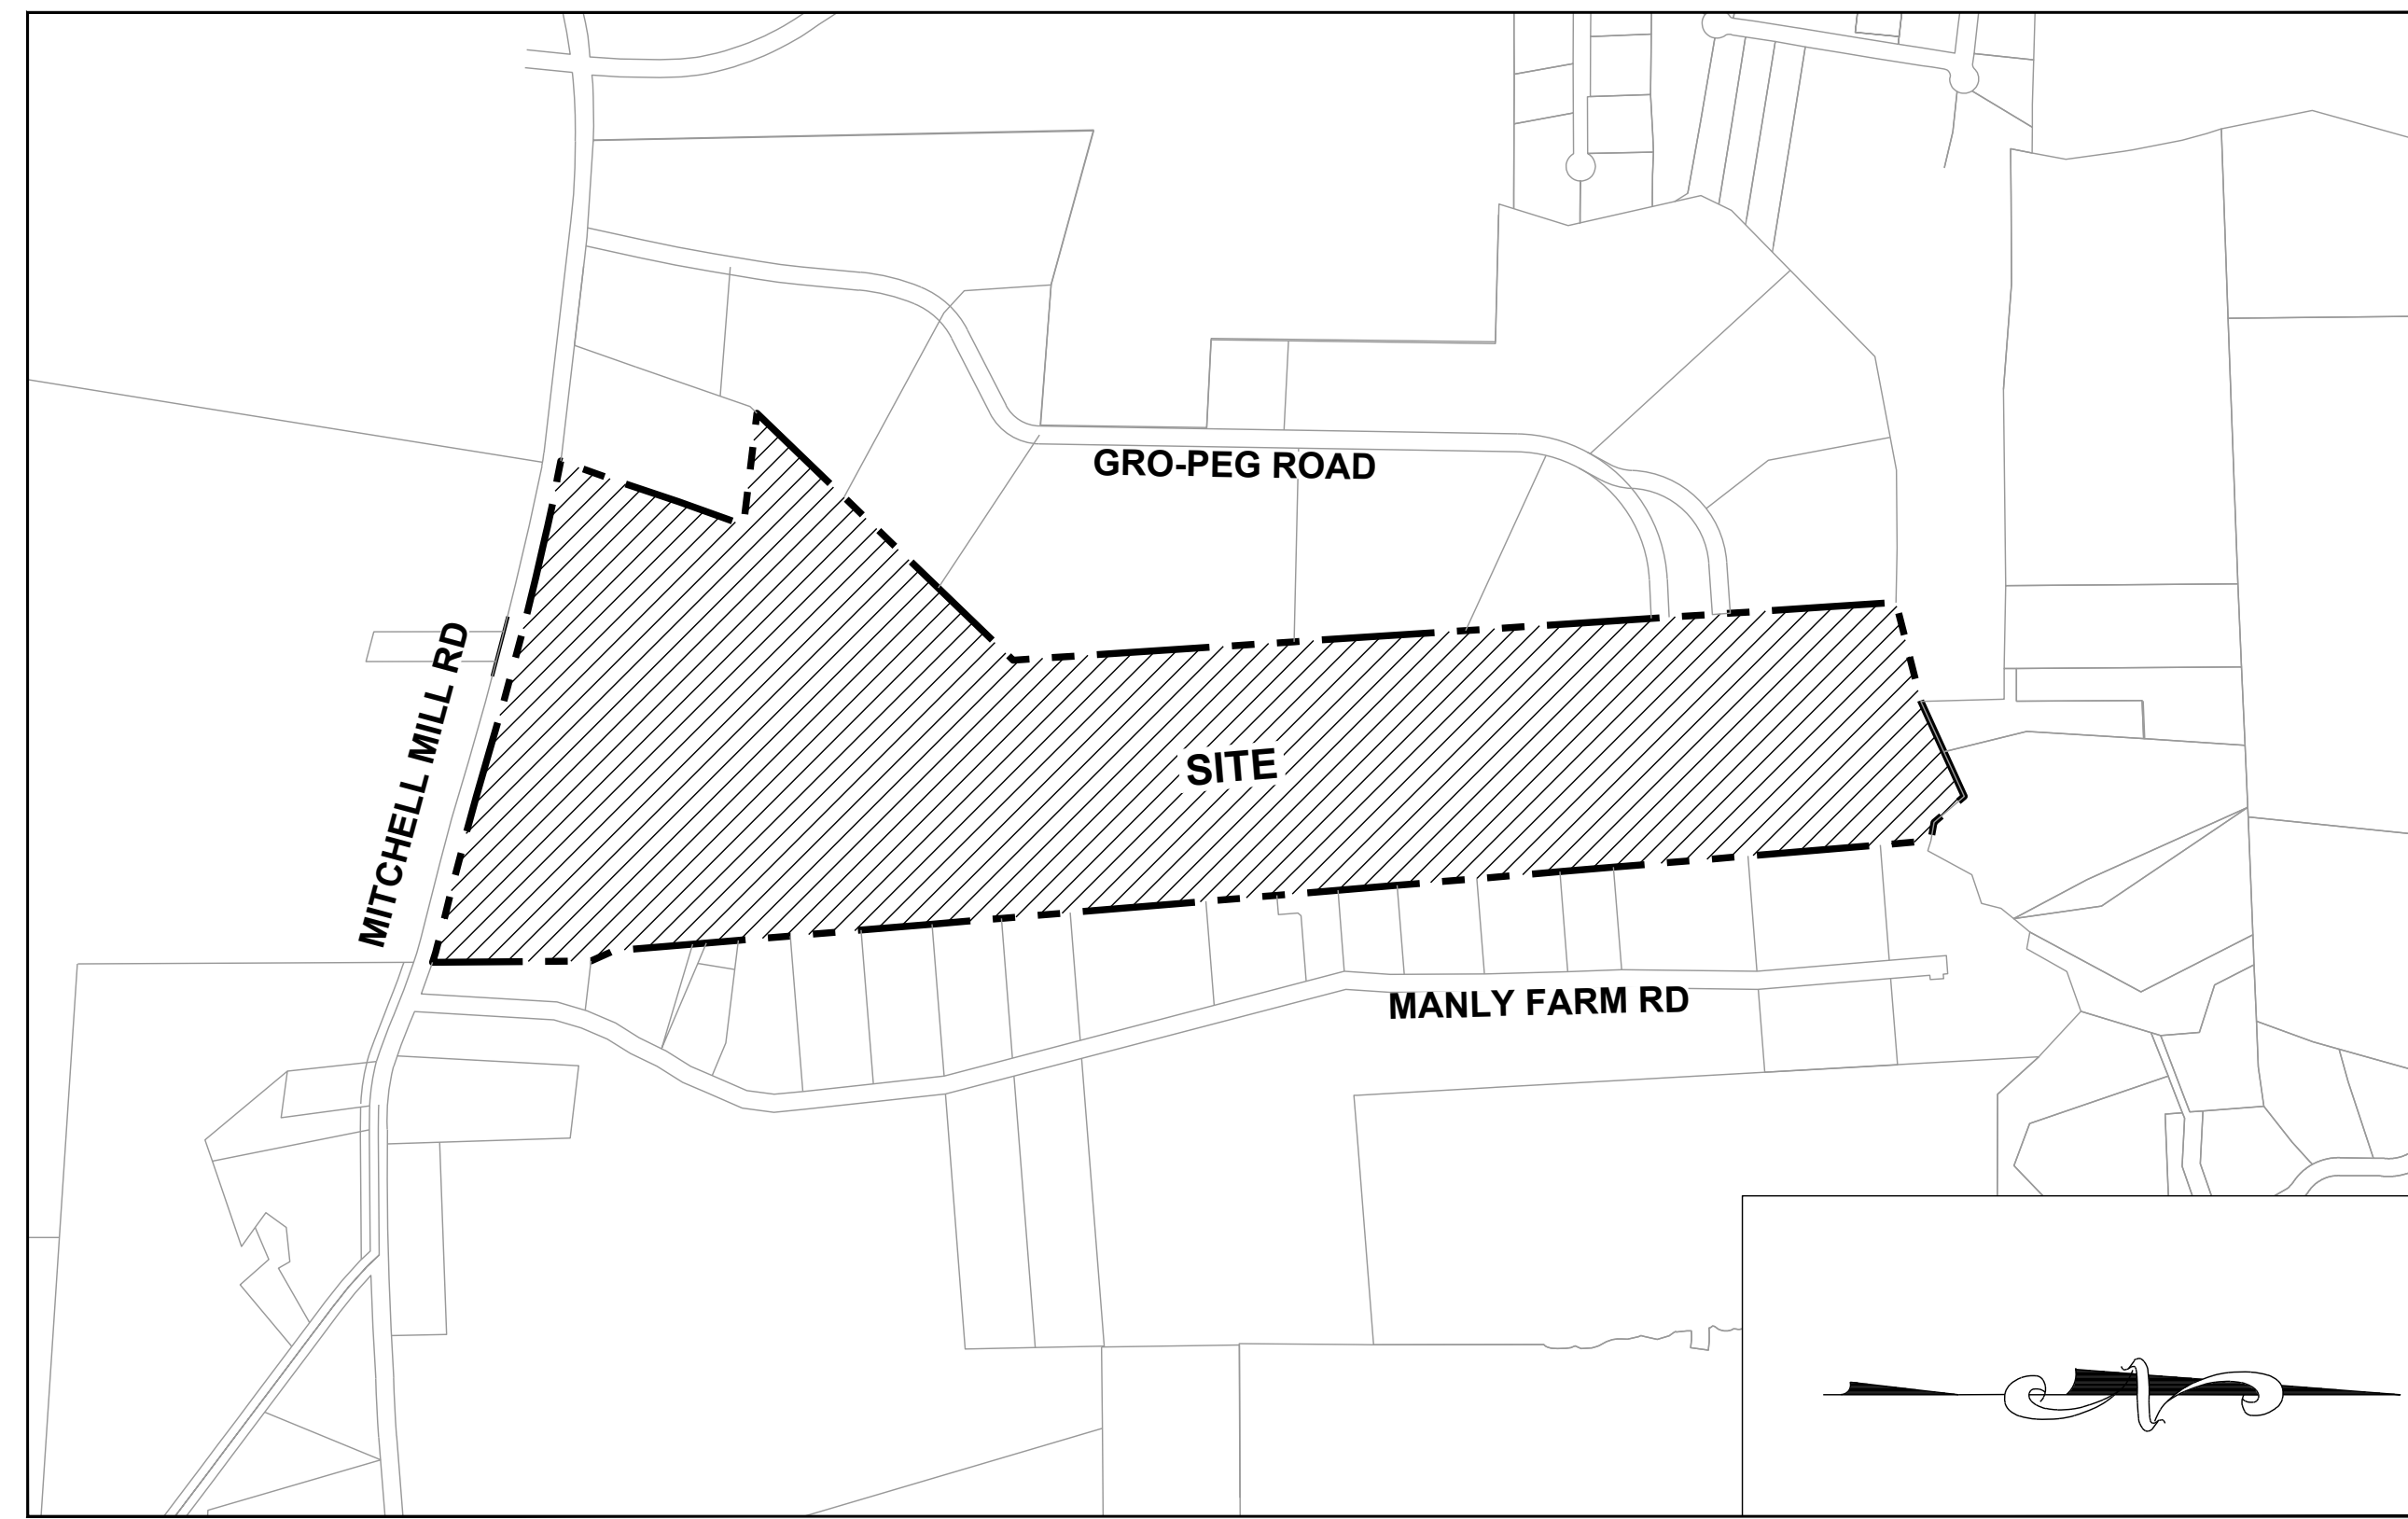 GRO-PEG ROAD
MITCHELL MILL RD
SITE
MANLY FARM RD
N